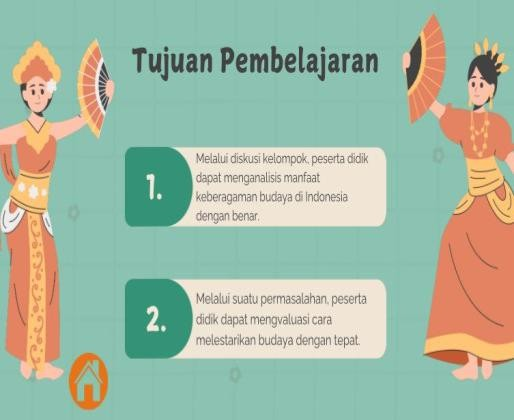 Tujuan Pembelajaran
1.
Melalui diskusi kelompok, peserta didik
dapat menganalisis manfaat
keberagaman budaya di Indonesia
dengan benar.
2.
Melalui suatu permasalahan, peserta
didik dapat mengvaluasi cara
melestarikan budaya dengan tepat.